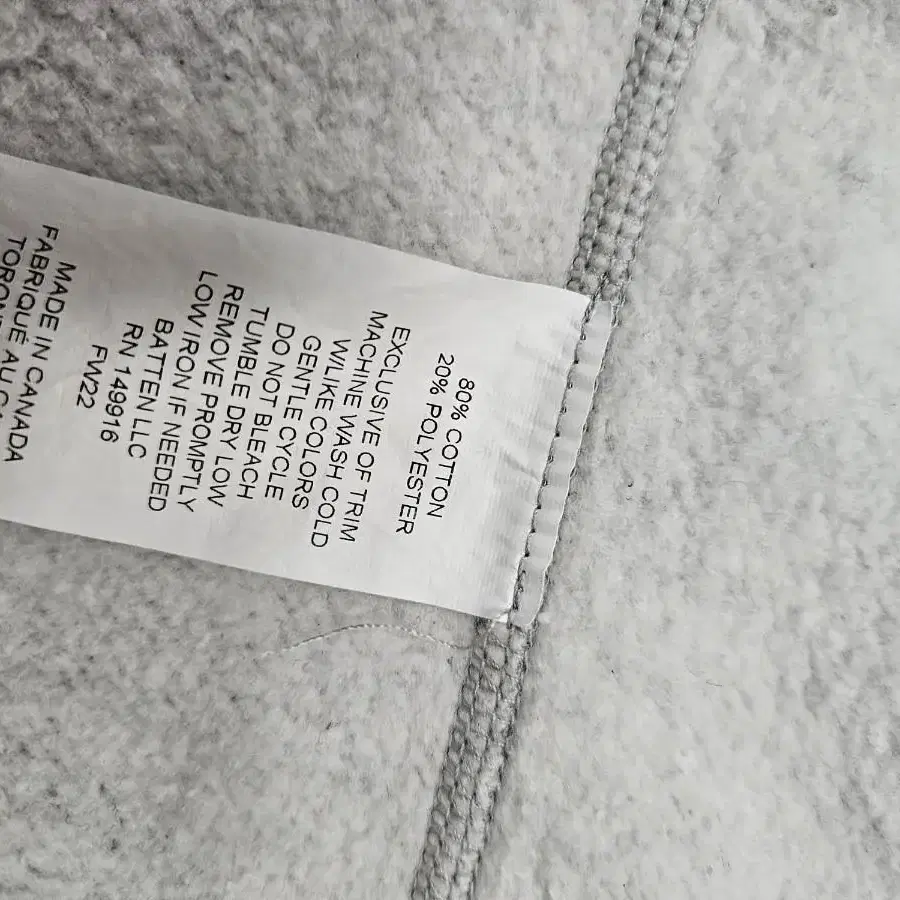 80% COTTON
20% POLYESTER
EXCLUSIVE OF TRIM
MACHINE WASH COLD
W/LIKE COLORS
GENTLE CYCLE
DO NOT BLEACH
TUMBLE DRY LOW
REMOVE PROMPTLY
LOW IRON IF NEEDED
BATTEN LLC
RN 149916
FW22
MADE IN CANADA
FABRIQUÉ AU